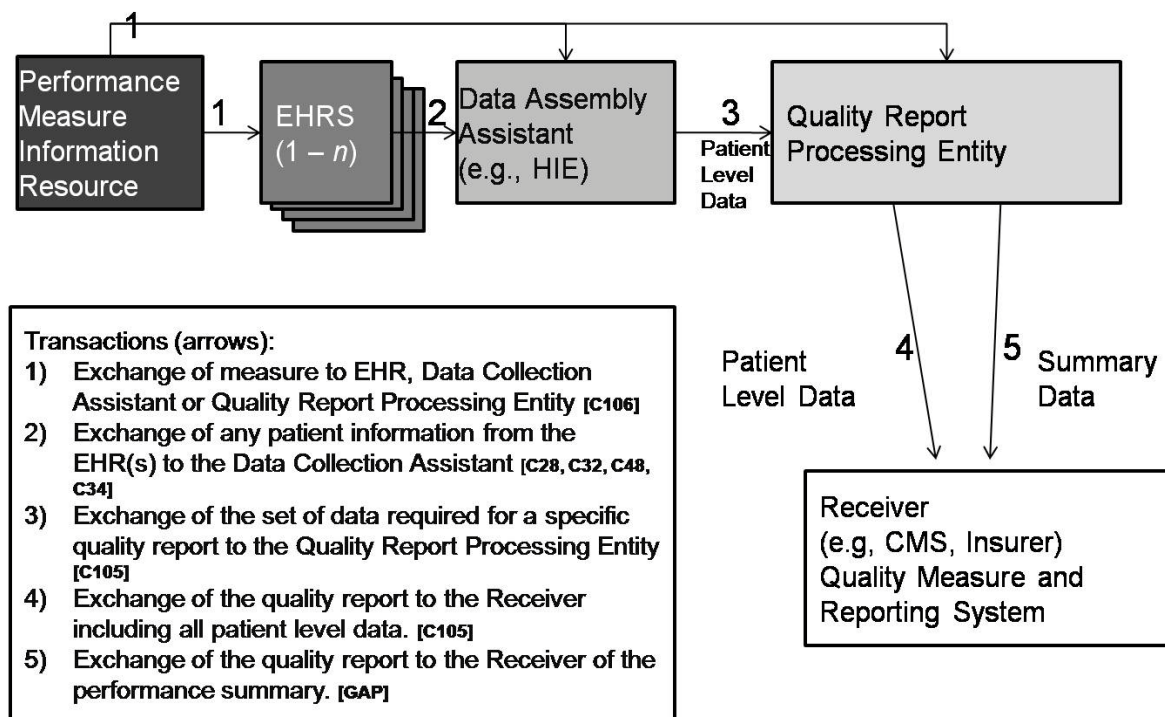 1
Performance
Measure
Information
Resource
1
EHRS
(1 – n)
2
Data Assembly
Assistant
(e.g., HIE)
3
Patient
Level
Data
Quality Report
Processing Entity
Transactions (arrows):
1) Exchange of measure to EHR, Data Collection
Assistant or Quality Report Processing Entity [C106]
2) Exchange of any patient information from the
EHR(s) to the Data Collection Assistant [C28, C32, C48,
C34]
3) Exchange of the set of data required for a specific
quality report to the Quality Report Processing Entity
[C105]
4) Exchange of the quality report to the Receiver
including all patient level data. [C105]
5) Exchange of the quality report to the Receiver of the
performance summary. [GAP]
Patient
Level Data
4
5
Summary
Data
Receiver
(e.g, CMS, Insurer)
Quality Measure and
Reporting System